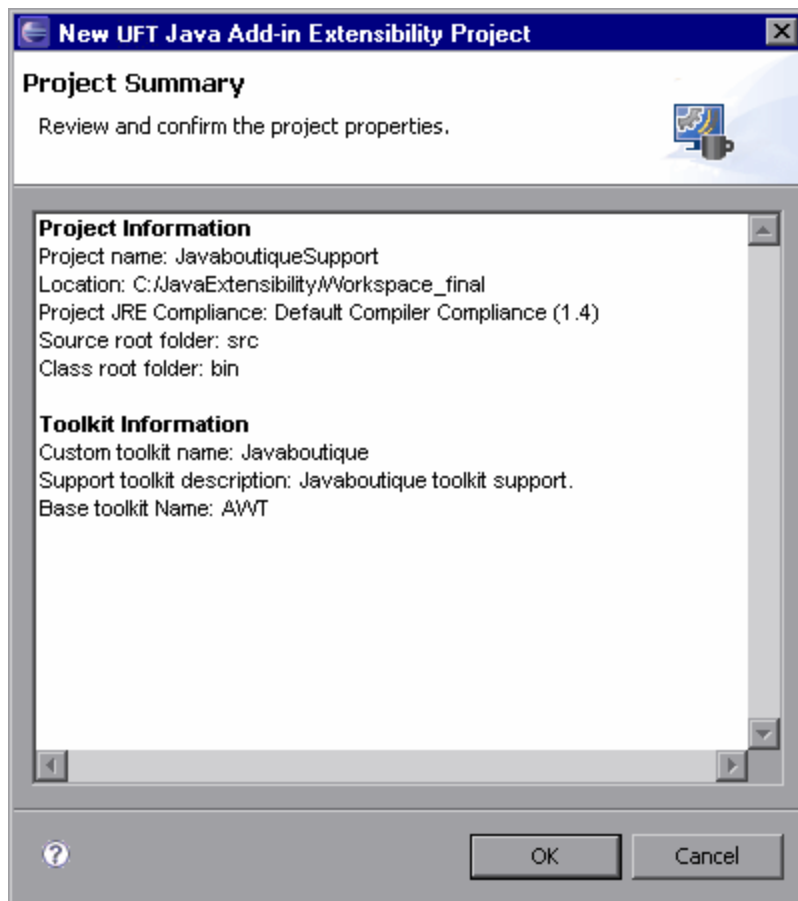 New UFT Java Add-in Extensibility Project
Project Summary
Review and confirm the project properties.
Project Information
Project name: JavaboutiqueSupport
Location: C:/JavaExtensibility/Workspace_final
Project JRE Compliance: Default Compiler Compliance (1.4)
Source root folder: src
Class root folder: bin
Toolkit Information
Custom toolkit name: Javaboutique
Support toolkit description: Javaboutique toolkit support.
Base toolkit Name: AWT
?
OK
Cancel